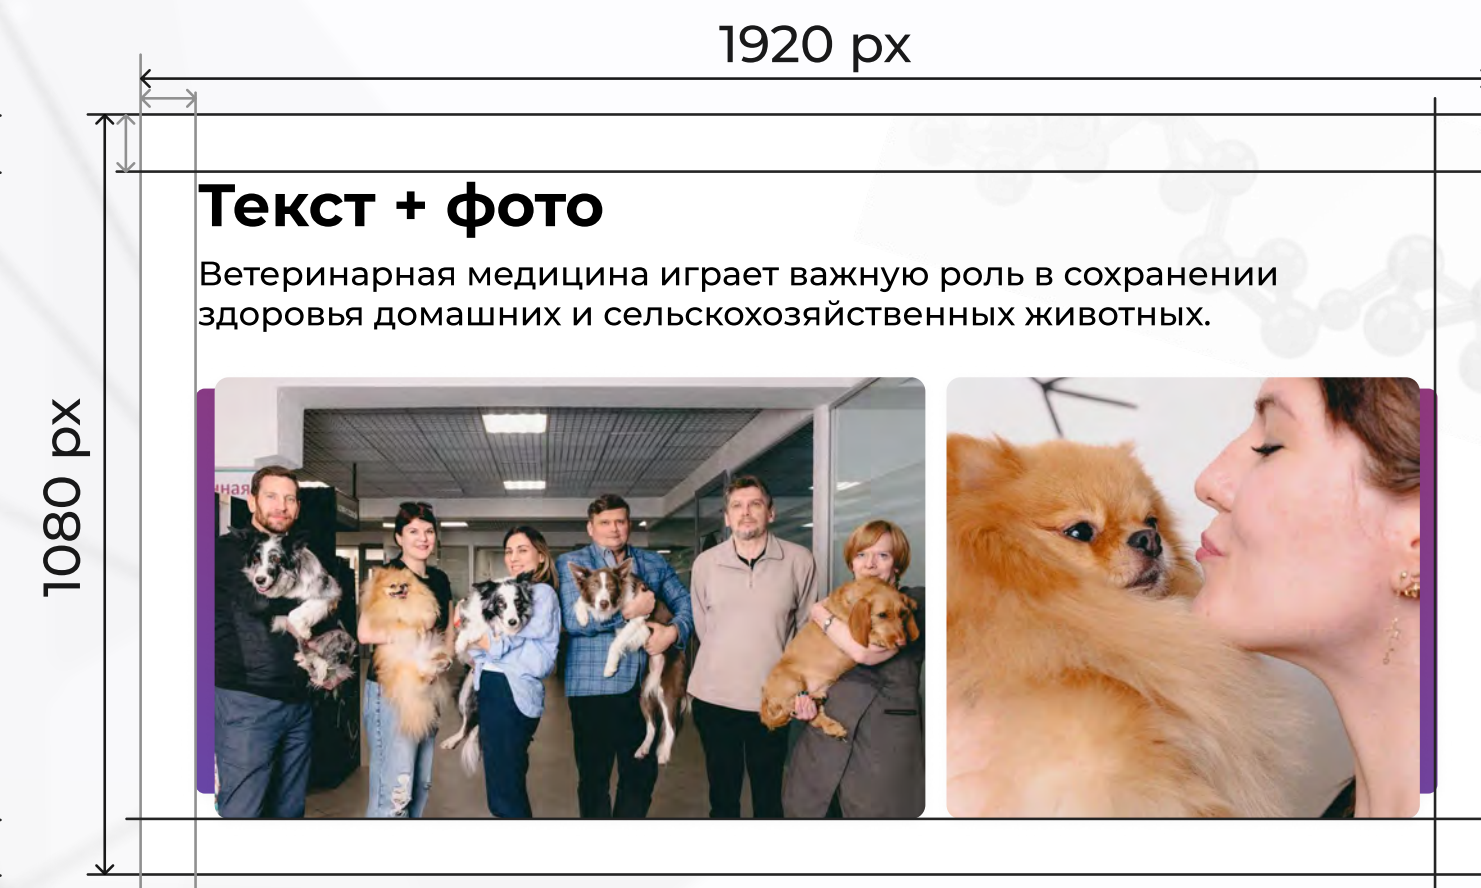 1920 px
1080 px
Текст + фото
Ветеринарная медицина играет важную роль в сохранении
здоровья домашних и сельскохозяйственных животных.